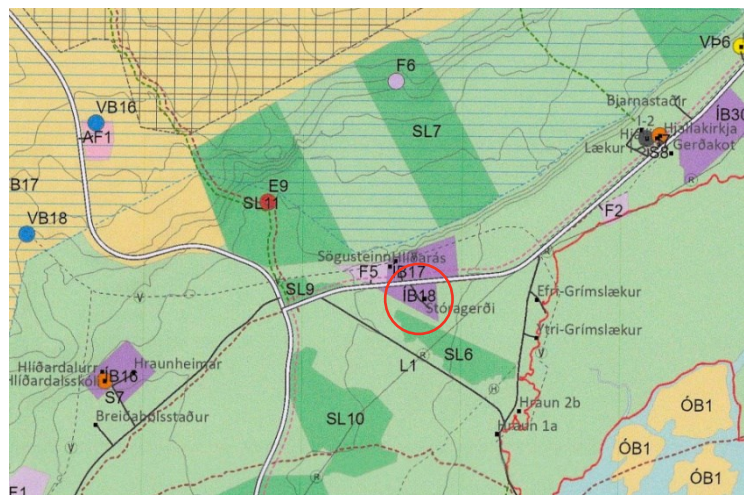 F6
VÞ6
VB16
AF1
SL7
Bjarnastaðir
1-2
Hjallakirkja
Lækur
S8
Gerðakot
ÍB30
B17
VB18
E9
SL11
F2
Sögusteinn
Hlíðarás
F5
ÍB17
SL9
ÍB18
Stóragerði
Efri-Grímslækur
Ytri-Grímslækur
V
V
R
R
H
H
V
V
Hlíðardalur
Hraunheimar
ÍB16
Hlíðardalsskóli
S7
Breiðabólsstaður
L1
SL6
SL10
Hraun 2b
Hraun 1a
ÓB1
ÓB1
ÓB1